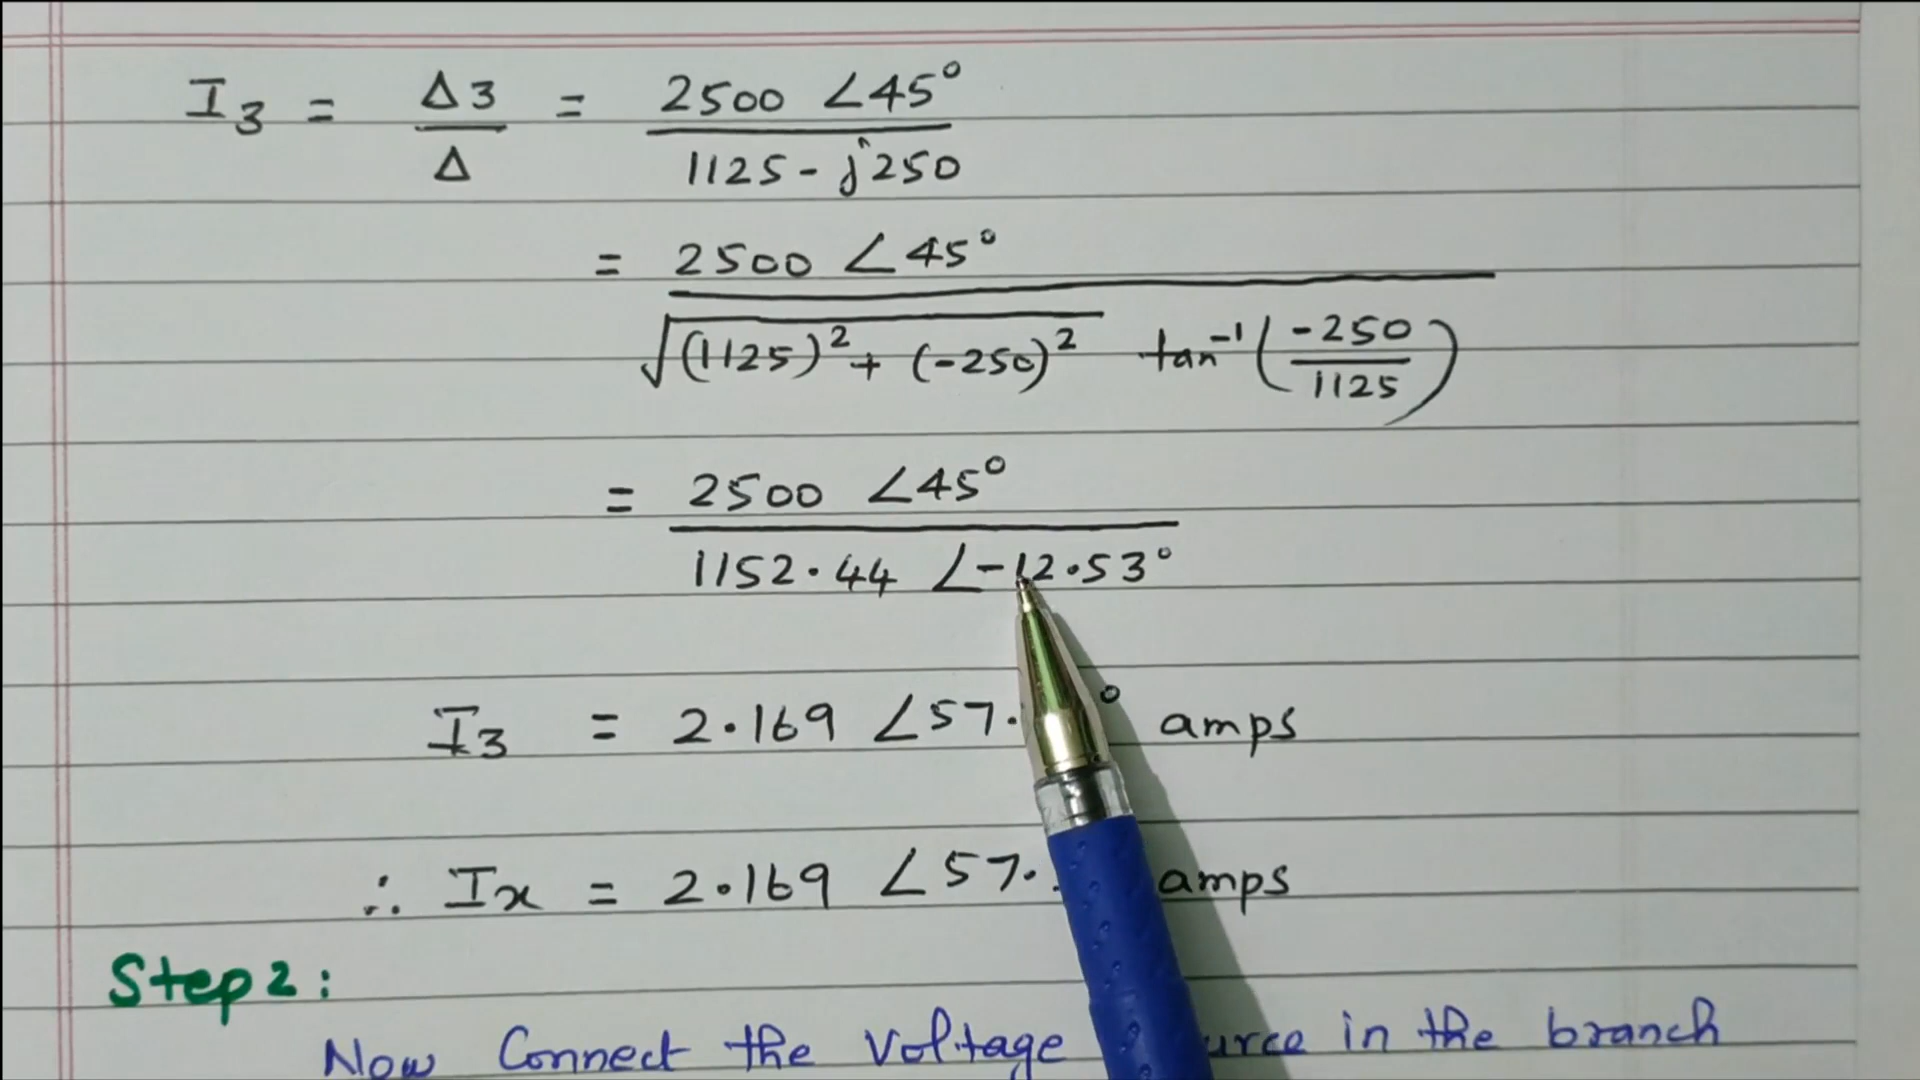 I3 = Δ3 / Δ = 2500 ∠45° / 1125 - j250
= 2500 ∠45° / √(1125)² + (-250)² tan⁻¹(-250/1125)
= 2500 ∠45° / 1152.44 ∠-12.53°
I3 = 2.169 ∠57. ° amps
∴ Ix = 2.169 ∠57. amps
Step 2:
Now Connect the Voltage urce in the branch